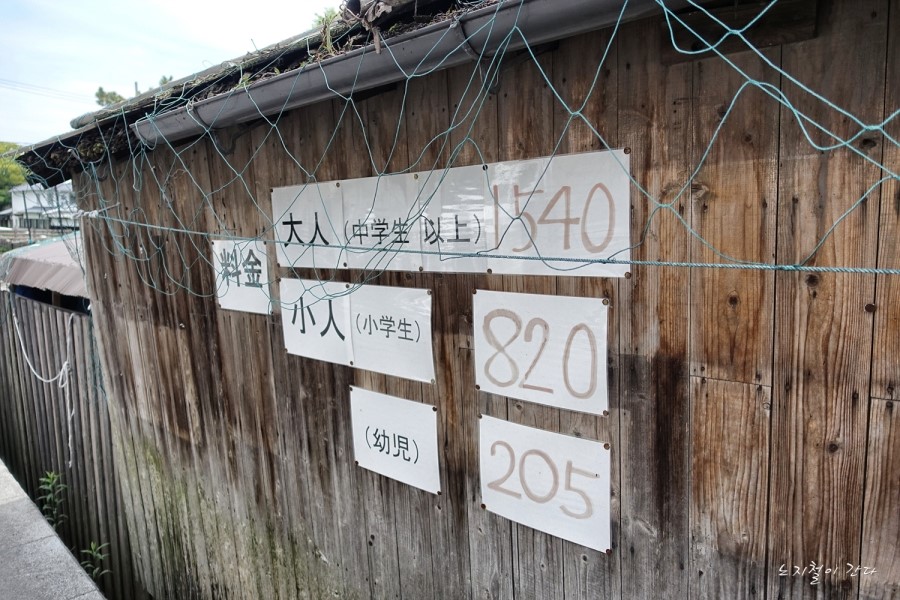 料金
大人（中学生以上）1540
小人（小学生）820
（幼児）205
느지철이 간다